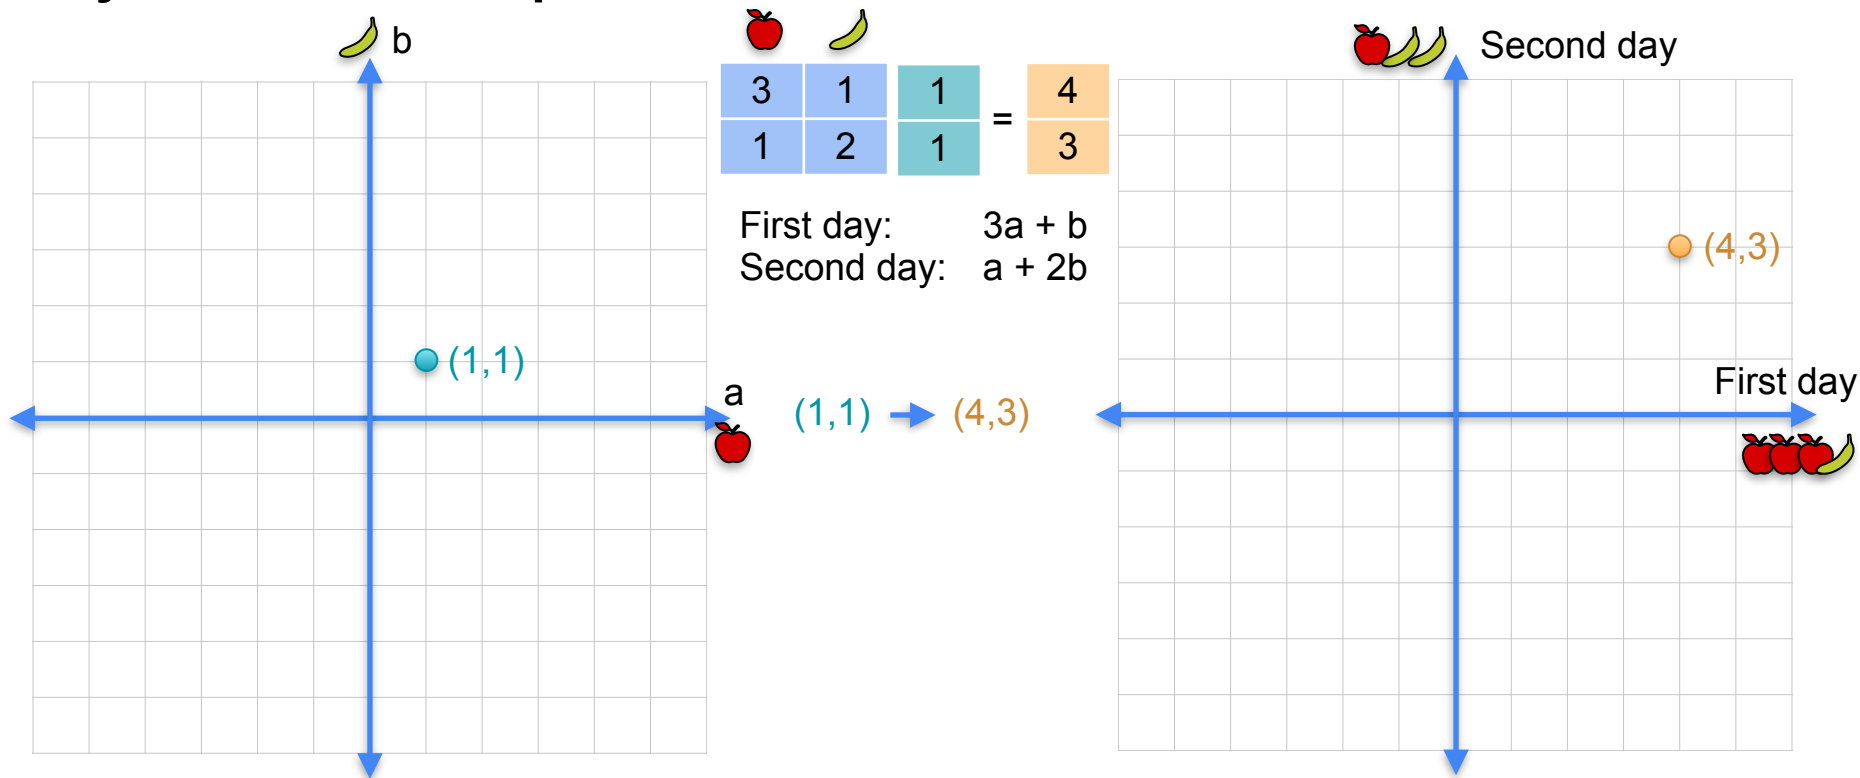 b
3 1 1 = 4
1 2 1 3
First day: 3a + b
Second day: a + 2b
(1,1)
a
(1,1) (4,3)
Second day
(4,3)
First day